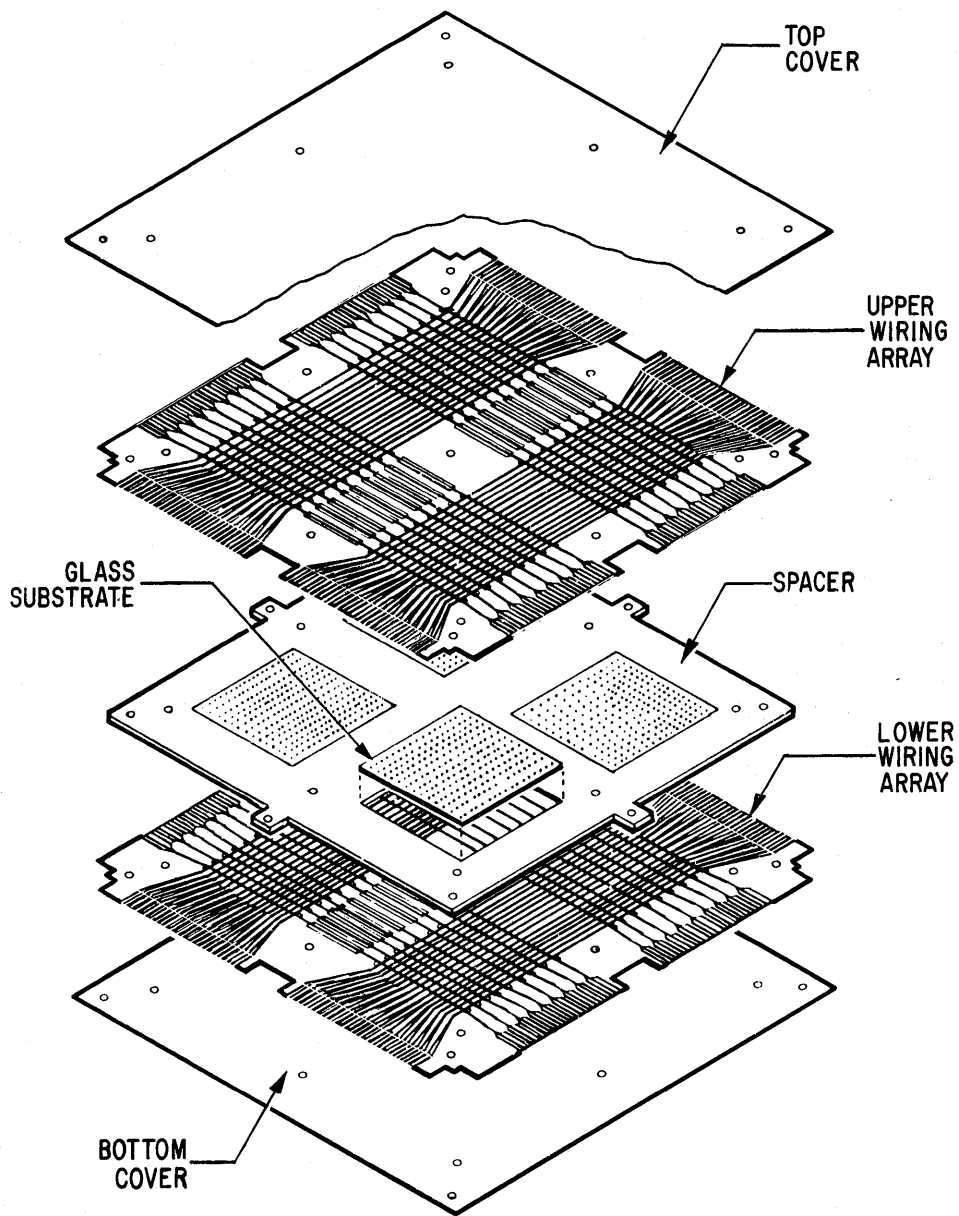 TOP
COVER
UPPER
WIRING
ARRAY
GLASS
SUBSTRATE
SPACER
LOWER
WIRING
ARRAY
BOTTOM
COVER